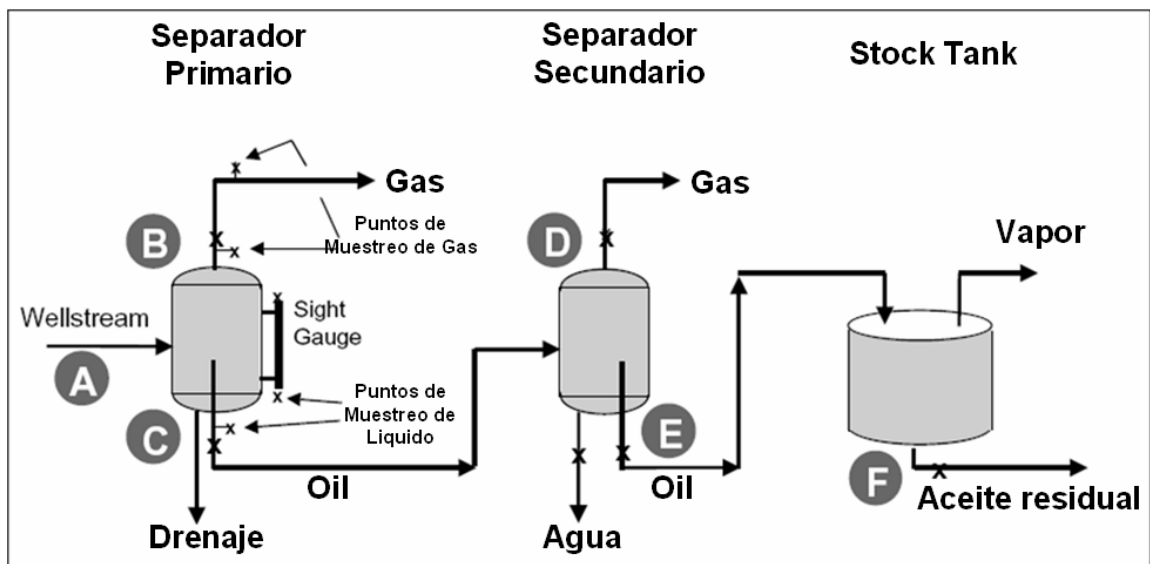 Separador
Primario
Separador
Secundario
Stock Tank
Gas
Gas
Puntos de
Muestreo de Gas
B
D
Vapor
Wellstream
A
Sight
Gauge
Puntos de
Muestreo de
Liquido
C
E
F
Oil
Oil
Aceite residual
Drenaje
Agua